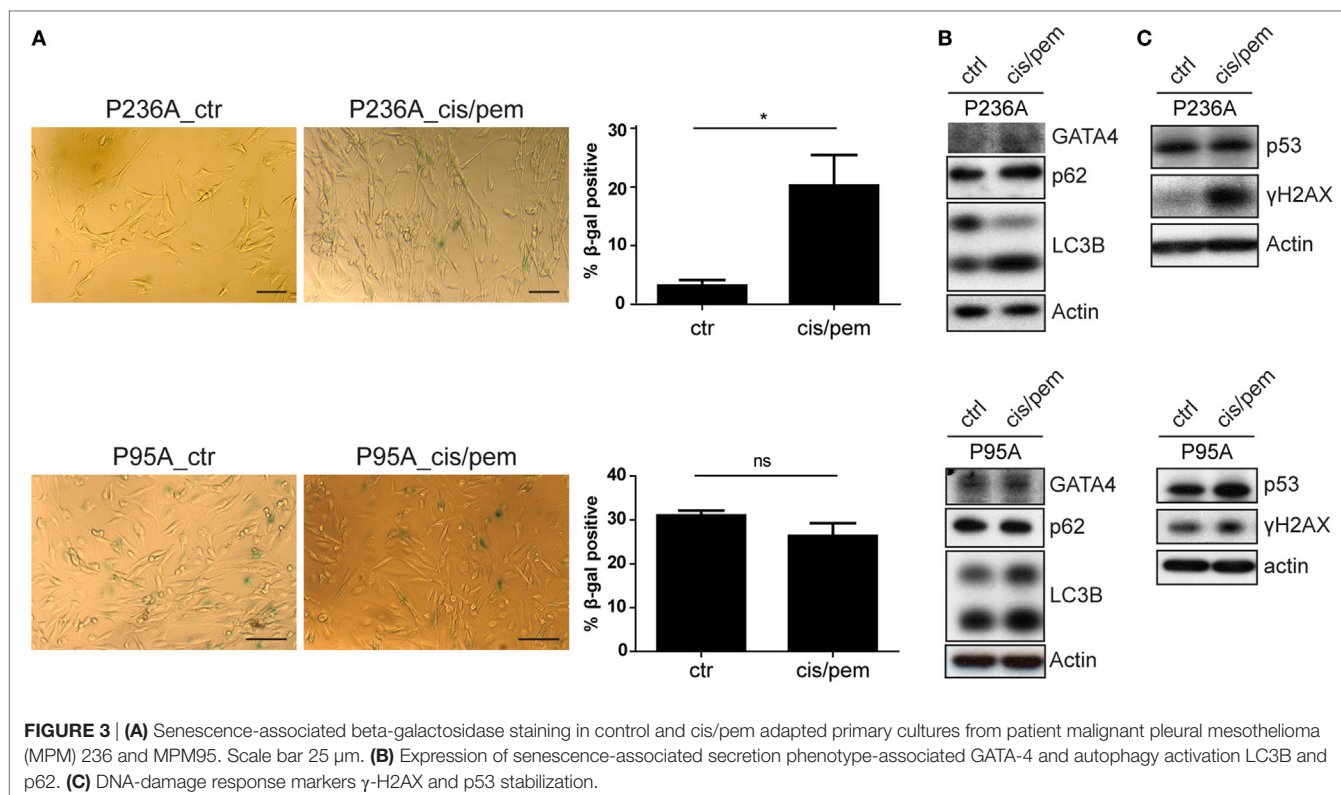 A
P236A_ctr
P236A_cis/pem
% β-gal positive
30
20
10
0
*
ctr
cis/pem
P95A_ctr
P95A_cis/pem
% β-gal positive
40
30
20
10
0
ns
ctr
cis/pem
B
ctrl
cis/pem
P236A
GATA4
p62
LC3B
Actin
ctrl
cis/pem
P95A
GATA4
p62
LC3B
Actin
C
ctrl
cis/pem
P236A
p53
γH2AX
Actin
ctrl
cis/pem
P95A
p53
γH2AX
actin
FIGURE 3 | (A) Senescence-associated beta-galactosidase staining in control and cis/pem adapted primary cultures from patient malignant pleural mesothelioma
(MPM) 236 and MPM95. Scale bar 25 μm. (B) Expression of senescence-associated secretion phenotype-associated GATA-4 and autophagy activation LC3B and
p62. (C) DNA-damage response markers γ-H2AX and p53 stabilization.